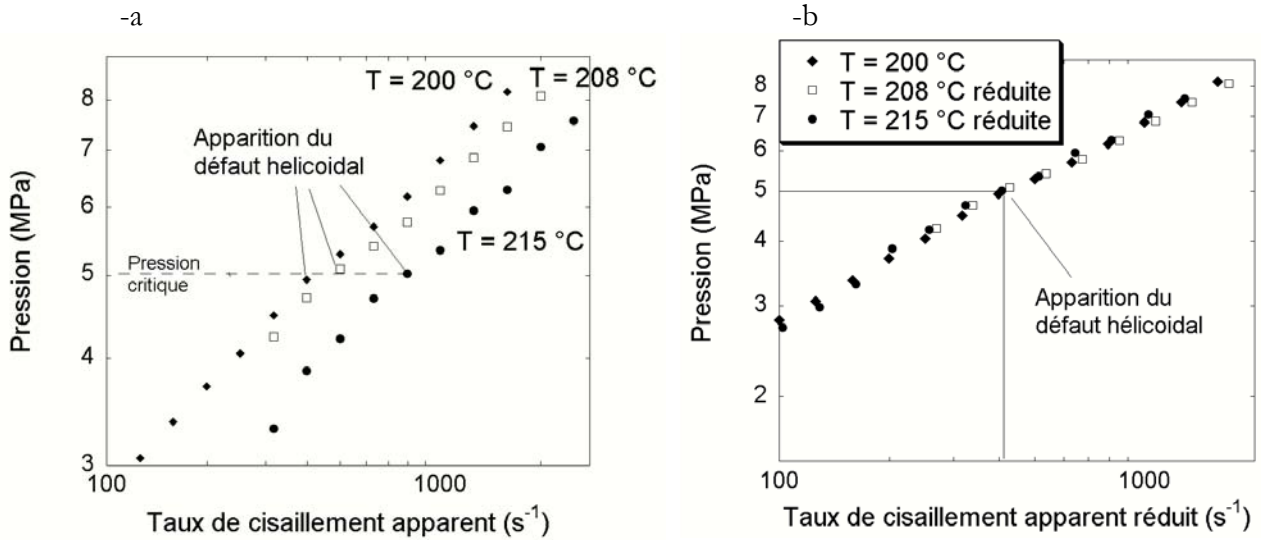 -a
T = 200 °C
T = 208 °C
8
7
6
5
4
3
Apparition du
défaut helicoidal
T = 215 °C
Pression
critique
Pression (MPa)
100
1000
Taux de cisaillement apparent (s-1)
-b
T = 200 °C
T = 208 °C réduite
T = 215 °C réduite
8
7
6
5
4
3
2
Pression (MPa)
Apparition du
défaut hélicoidal
100
1000
Taux de cisaillement apparent réduit (s-1)